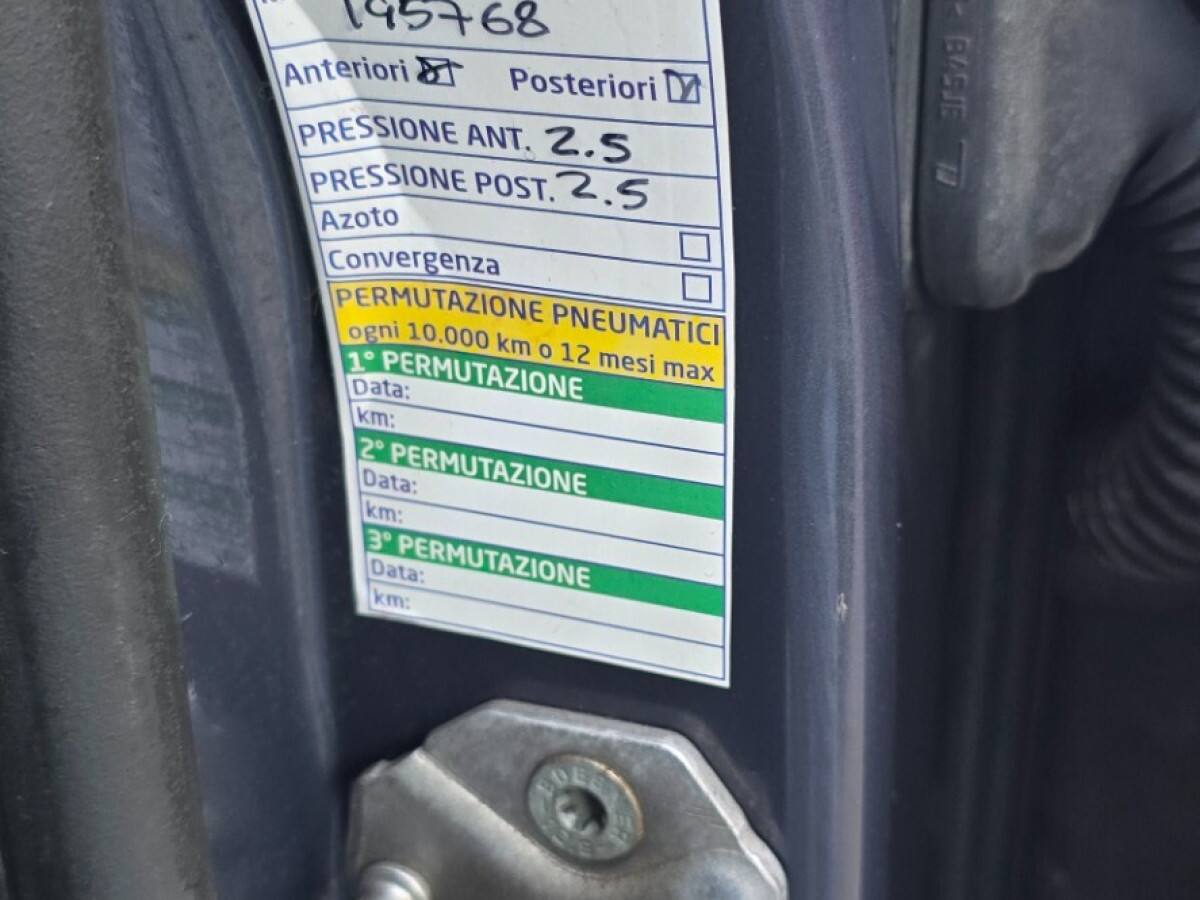 195768
Anteriori Posteriori
PRESSIONE ANT. 2.5
PRESSIONE POST. 2.5
Azoto
Convergenza
PERMUTAZIONE PNEUMATICI
ogni 10.000 km o 12 mesi max
1° PERMUTAZIONE
Data:
km:
2° PERMUTAZIONE
Data:
km:
3° PERMUTAZIONE
Data:
km: